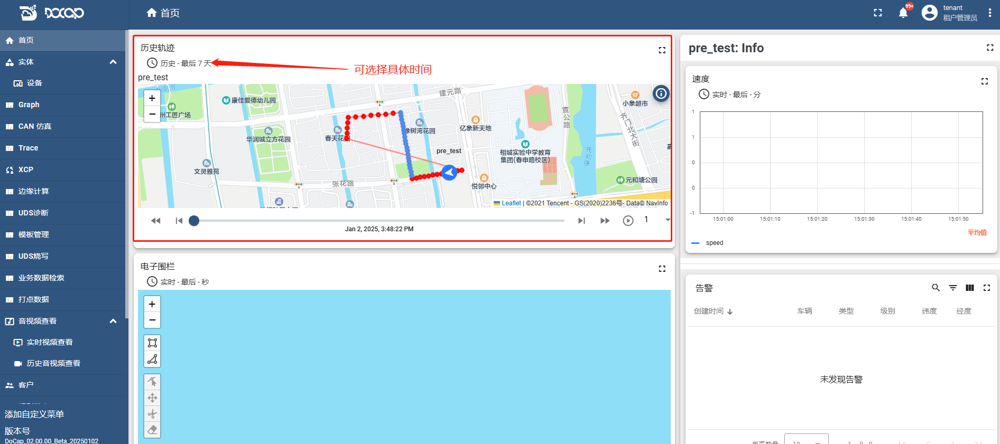 DOCAP
首页
99+
tenant
租户管理员
首页
实体
设备
Graph
CAN 仿真
Trace
XCP
边缘计算
UDS诊断
模板管理
UDS烧写
业务数据检索
打点数据
音视频查看
实时视频查看
历史音视频查看
客户
添加自定义菜单
版本号
DoCap_02.00.00_Beta_20250102
历史轨迹
历史 - 最后 7 天
可选择具体时间
pre_test
+
−
康佳爱德幼儿园
州工匠广场
建元路
小象超市
宣公路
齐门北大街
亿象新天地
橡树湾花园
春天花园
华润城立方花园
pre_test
相城实验中学教育
集团(春申路校区)
元和塘
文灵雅苑
张花路
悦邻中心
元和塘公园
Leaflet | ©2021 Tencent - GS(2020)2236号- Data© NavInfo
1
Jan 2, 2025, 3:48:22 PM
电子围栏
实时 - 最后 - 秒
+
−
pre_test: Info
速度
实时 - 最后 - 分
1
1
0
0
-1
15:01:00
15:01:10
15:01:20
15:01:30
15:01:40
15:01:50
平均值
speed
告警
创建时间
车辆
类型
级别
纬度
经度
未发现告警